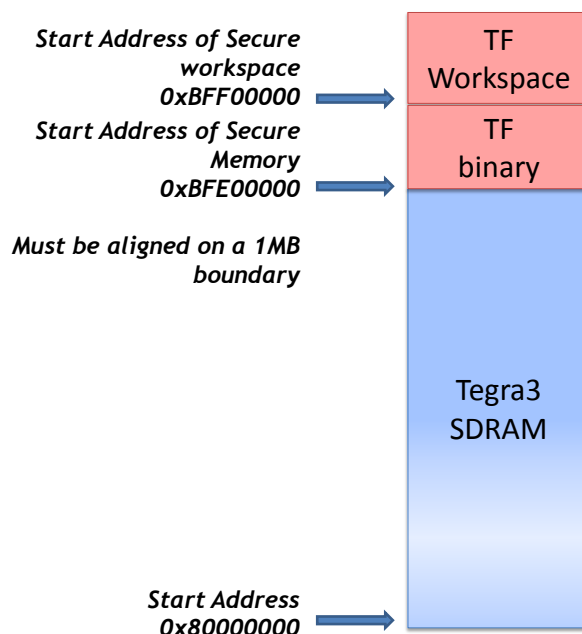 Start Address of Secure
workspace
0xBFF00000
TF
Workspace
Start Address of Secure
Memory
0xBFE00000
TF
binary
Must be aligned on a 1MB
boundary
Tegra3
SDRAM
Start Address
0x80000000